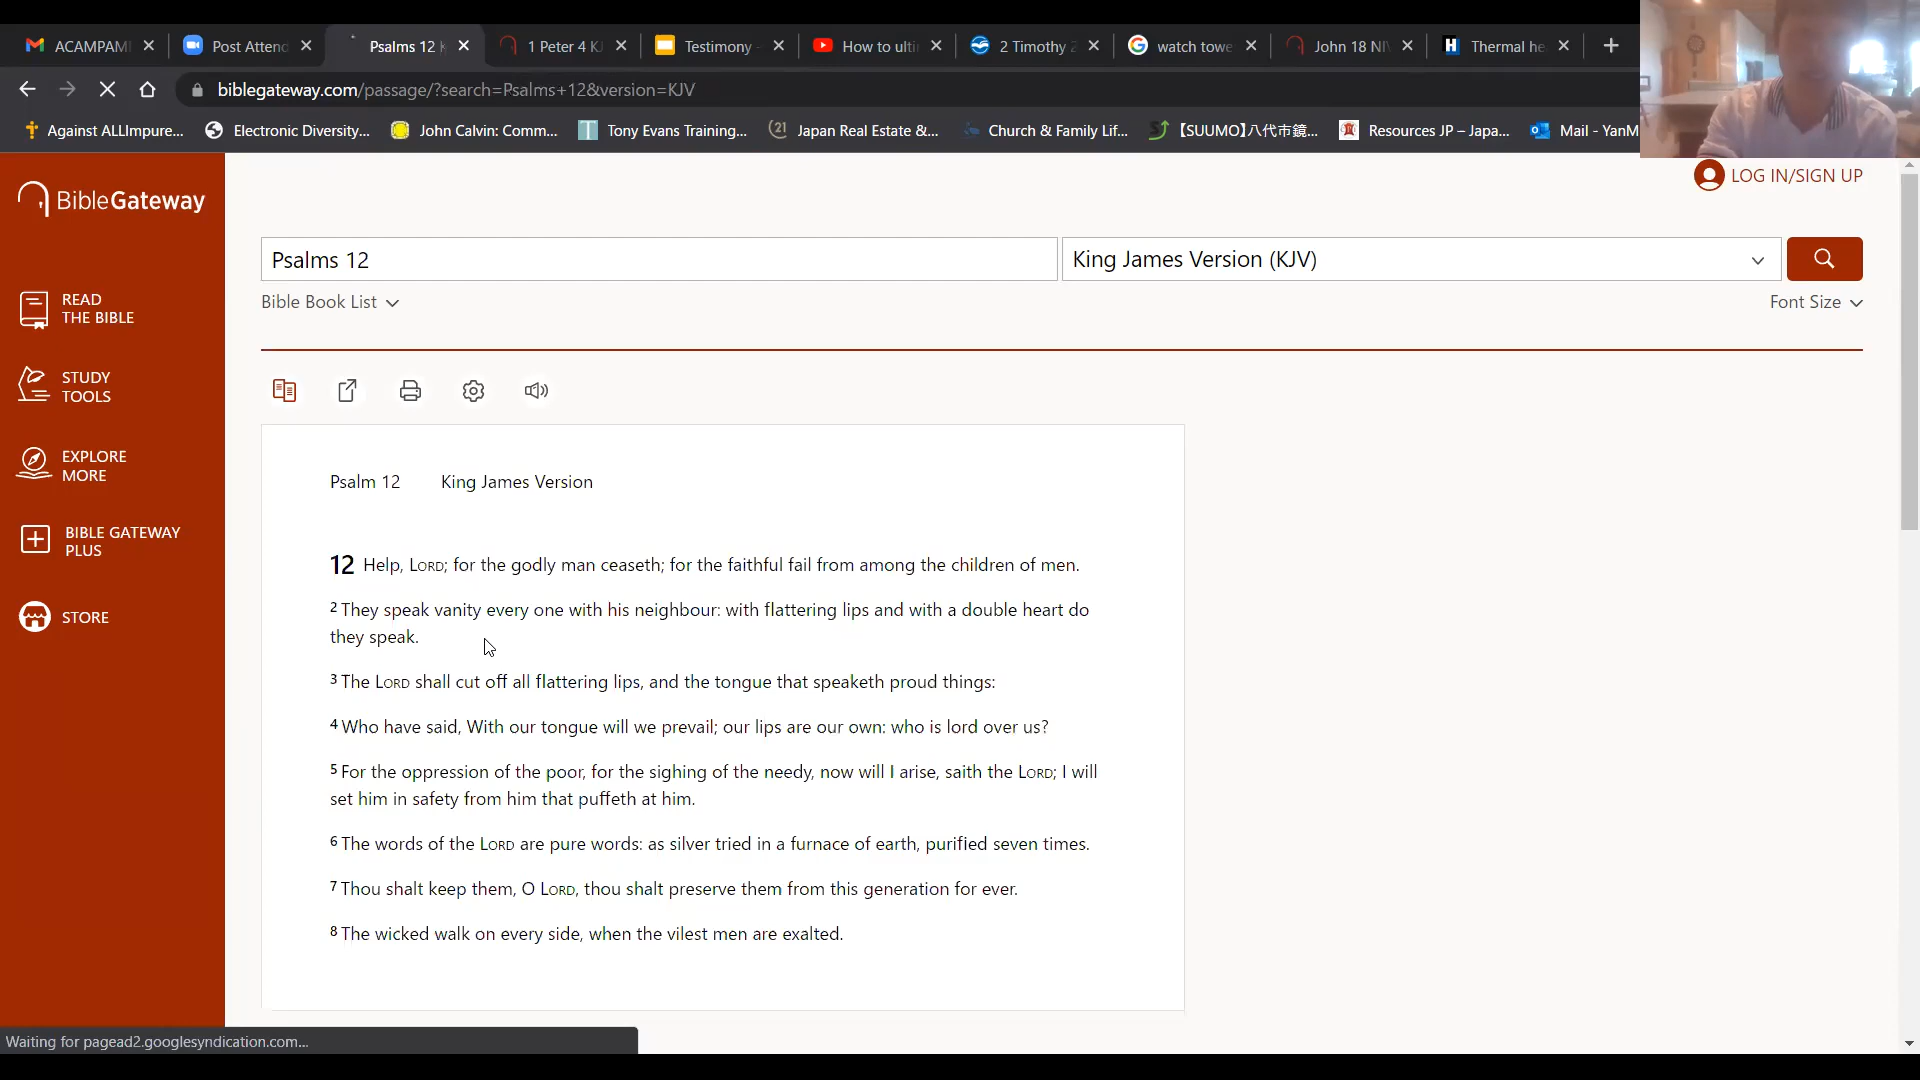 ACAMPAM
Post Attend
Psalms 12 K
1 Peter 4 KJ
Testimony -
How to ulti
2 Timothy 2
watch towe
John 18 NIV
Thermal he
biblegateway.com/passage/?search=Psalms+12&version=KJV
Against ALLImpure...
Electronic Diversity...
John Calvin: Comm...
Tony Evans Training...
Japan Real Estate &...
Church & Family Lif...
【SUUMO】八代市鏡...
Resources JP – Japa...
Mail - YanM
BibleGateway
LOG IN/SIGN UP
Psalms 12
King James Version (KJV)
Bible Book List
Font Size
READ
THE BIBLE
STUDY
TOOLS
EXPLORE
MORE
BIBLE GATEWAY
PLUS
STORE
Psalm 12 King James Version
12 Help, LORD; for the godly man ceaseth; for the faithful fail from among the children of men.
2 They speak vanity every one with his neighbour: with flattering lips and with a double heart do
they speak.
3 The LORD shall cut off all flattering lips, and the tongue that speaketh proud things:
4 Who have said, With our tongue will we prevail; our lips are our own: who is lord over us?
5 For the oppression of the poor, for the sighing of the needy, now will I arise, saith the LORD; I will
set him in safety from him that puffeth at him.
6 The words of the LORD are pure words: as silver tried in a furnace of earth, purified seven times.
7 Thou shalt keep them, O LORD, thou shalt preserve them from this generation for ever.
8 The wicked walk on every side, when the vilest men are exalted.
Waiting for pagead2.googlesyndication.com...